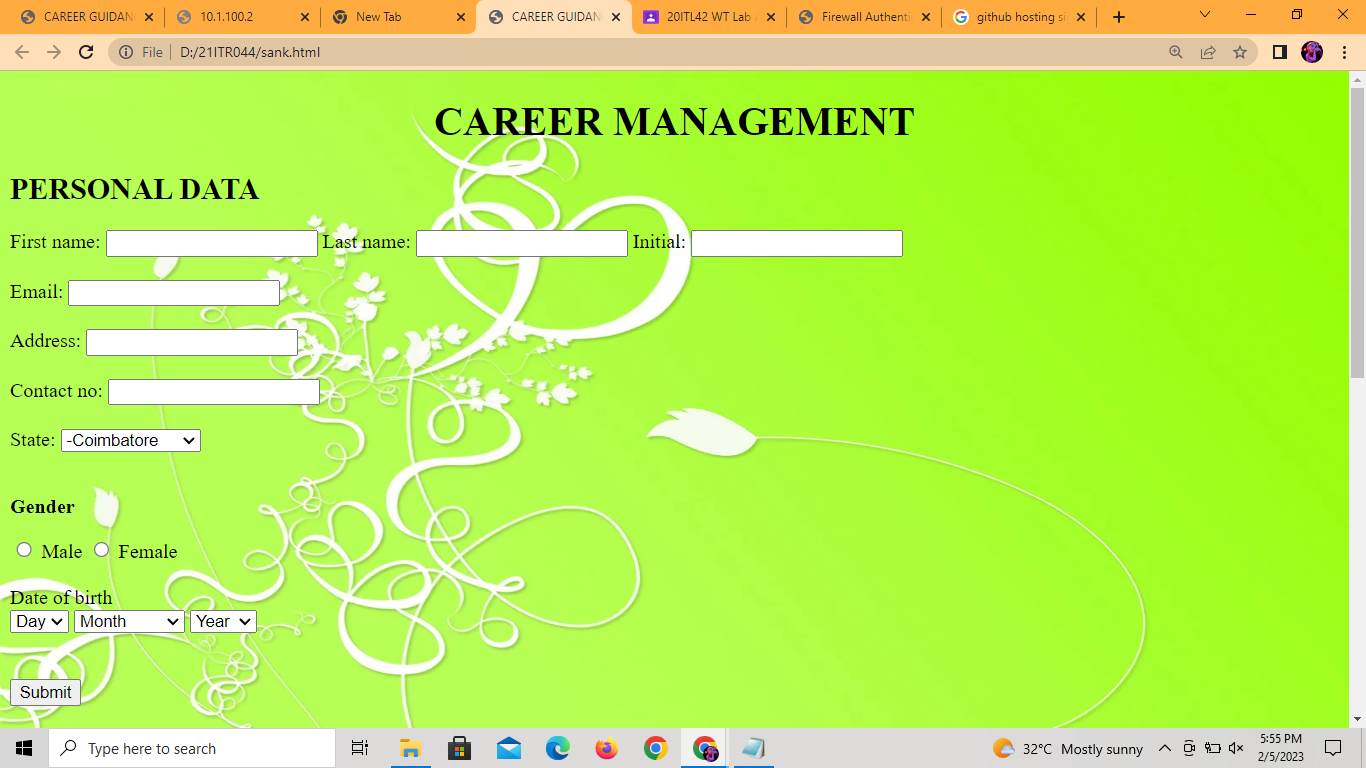 CAREER GUIDAN
10.1.100.2
New Tab
CAREER GUIDAN
20ITL42 WT Lab
Firewall Authenti
github hosting si
File D:/21ITR044/sank.html
CAREER MANAGEMENT
PERSONAL DATA
First name: Last name: Initial:
Email:
Address:
Contact no:
State: -Coimbatore
Gender
Male Female
Date of birth
Day Month Year
Submit
Type here to search
32°C Mostly sunny
5:55 PM
2/5/2023